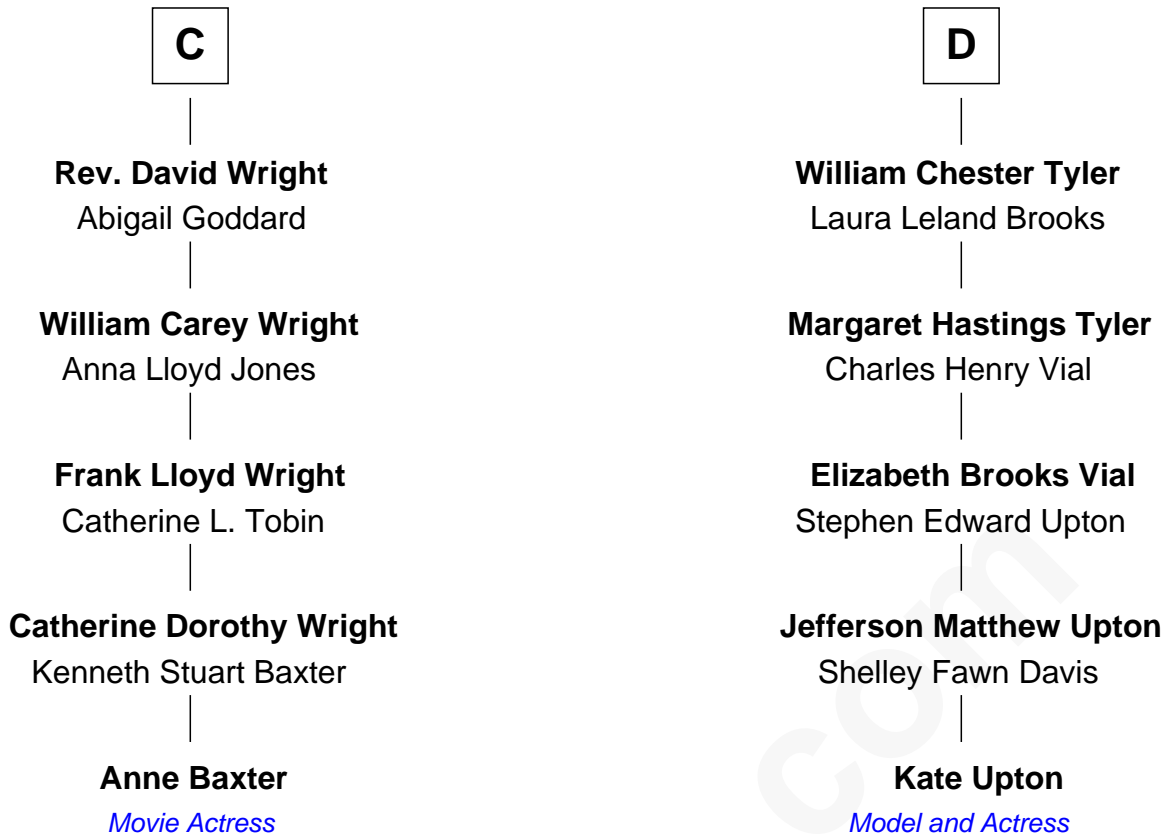 C
Rev. David Wright
Abigail Goddard
William Carey Wright
Anna Lloyd Jones
Frank Lloyd Wright
Catherine L. Tobin
Catherine Dorothy Wright
Kenneth Stuart Baxter
Anne Baxter
Movie Actress
D
William Chester Tyler
Laura Leland Brooks
Margaret Hastings Tyler
Charles Henry Vial
Elizabeth Brooks Vial
Stephen Edward Upton
Jefferson Matthew Upton
Shelley Fawn Davis
Kate Upton
Model and Actress
com